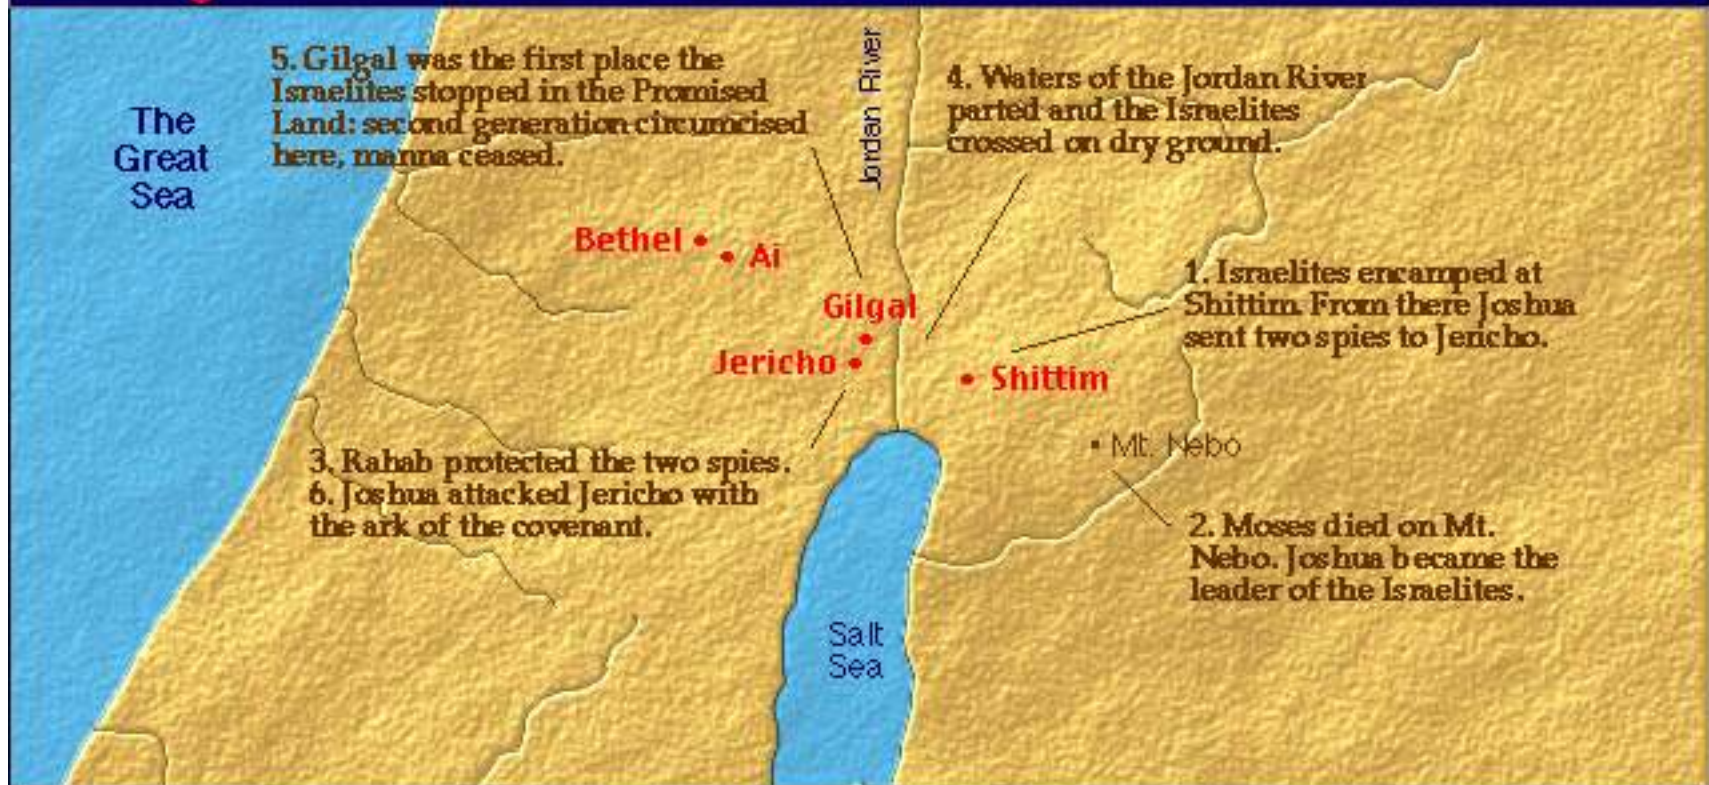 5. Gilgal was the first place the
Israelites stopped in the Promised
Land: second generation circumcised
here, manna ceased.
Jordan River
4. Waters of the Jordan River
parted and the Israelites
crossed on dry ground.
The
Great
Sea
Bethel
Ai
1. Israelites encamped at
Shittim. From there Joshua
sent two spies to Jericho.
Gilgal
Jericho
Shittim
Mt. Nebo
3. Rahab protected the two spies.
6. Joshua attacked Jericho with
the ark of the covenant.
2. Moses died on Mt.
Nebo. Joshua became the
leader of the Israelites.
Salt
Sea